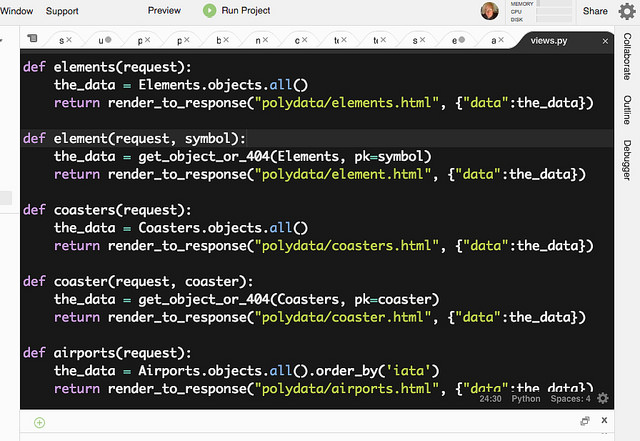 Window Support Preview Run Project MEMORY CPU DISK Share
s u p p b n c te te s e a views.py
def elements(request):
the_data = Elements.objects.all()
return render_to_response("polydata/elements.html", {"data":the_data})
def element(request, symbol):
the_data = get_object_or_404(Elements, pk=symbol)
return render_to_response("polydata/element.html", {"data":the_data})
def coasters(request):
the_data = Coasters.objects.all()
return render_to_response("polydata/coasters.html", {"data":the_data})
def coaster(request, coaster):
the_data = get_object_or_404(Coasters, pk=coaster)
return render_to_response("polydata/coaster.html", {"data":the_data})
def airports(request):
the_data = Airports.objects.all().order_by('iata')
return render_to_response("polydata/airports.html", {"data":the_data})
24:30 Python Spaces: 4
Collaborate
Outline
Debugger